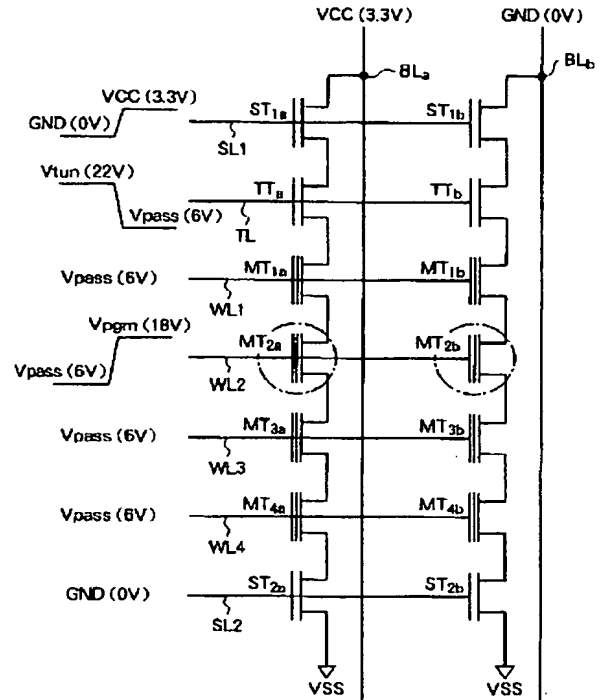 VCC (3.3V) GND (0V)
BLa BLb
VCC (3.3V) ST1a ST1b
GND (0V)
SL1
Vtun (22V) TTa TTb
Vpass (6V)
TL
Vpass (6V) MT1a MT1b
WL1
Vpgm (18V) MT2a MT2b
Vpass (6V)
WL2
Vpass (6V) MT3a MT3b
WL3
Vpass (6V) MT4a MT4b
WL4
GND (0V) ST2a ST2b
SL2
VSS VSS